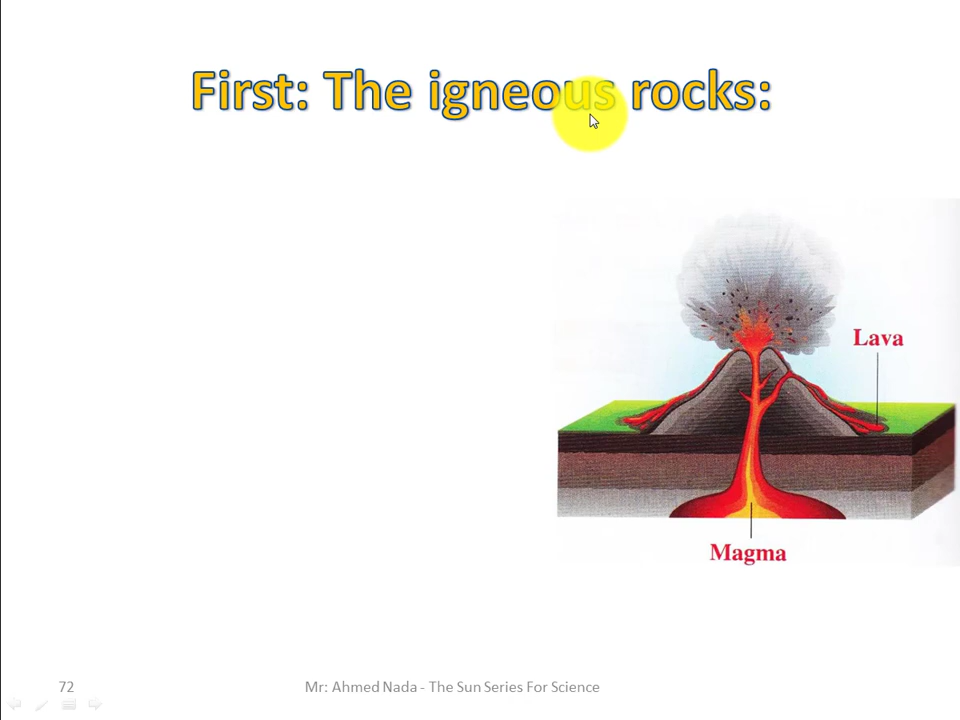 First: The igneous rocks:
Lava
Magma
72
Mr: Ahmed Nada - The Sun Series For Science